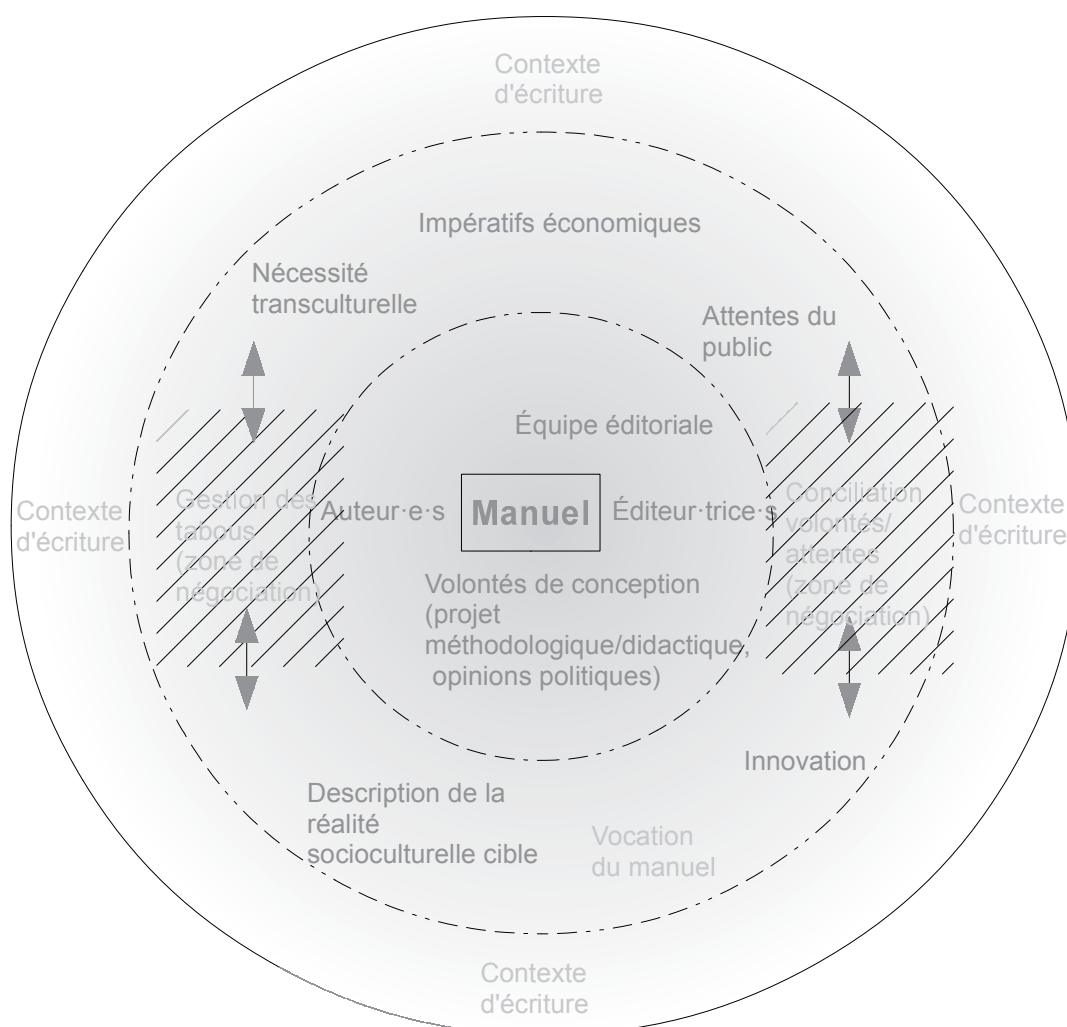 Contexte
d'écriture
Impératifs économiques
Nécessité
transculturelle
Attentes du
public
Équipe éditoriale
Contexte
d'écriture
Gestion des
tabous
(zone de
négociation)
Auteur·e·s
Manuel
Éditeur·trice·s
Conciliation
volontés/
attentes
(zone de
négociation)
Contexte
d'écriture
Volontés de conception
(projet
méthodologique/didactique,
opinions politiques)
Innovation
Description de la
réalité
socioculturelle cible
Vocation
du manuel
Contexte
d'écriture